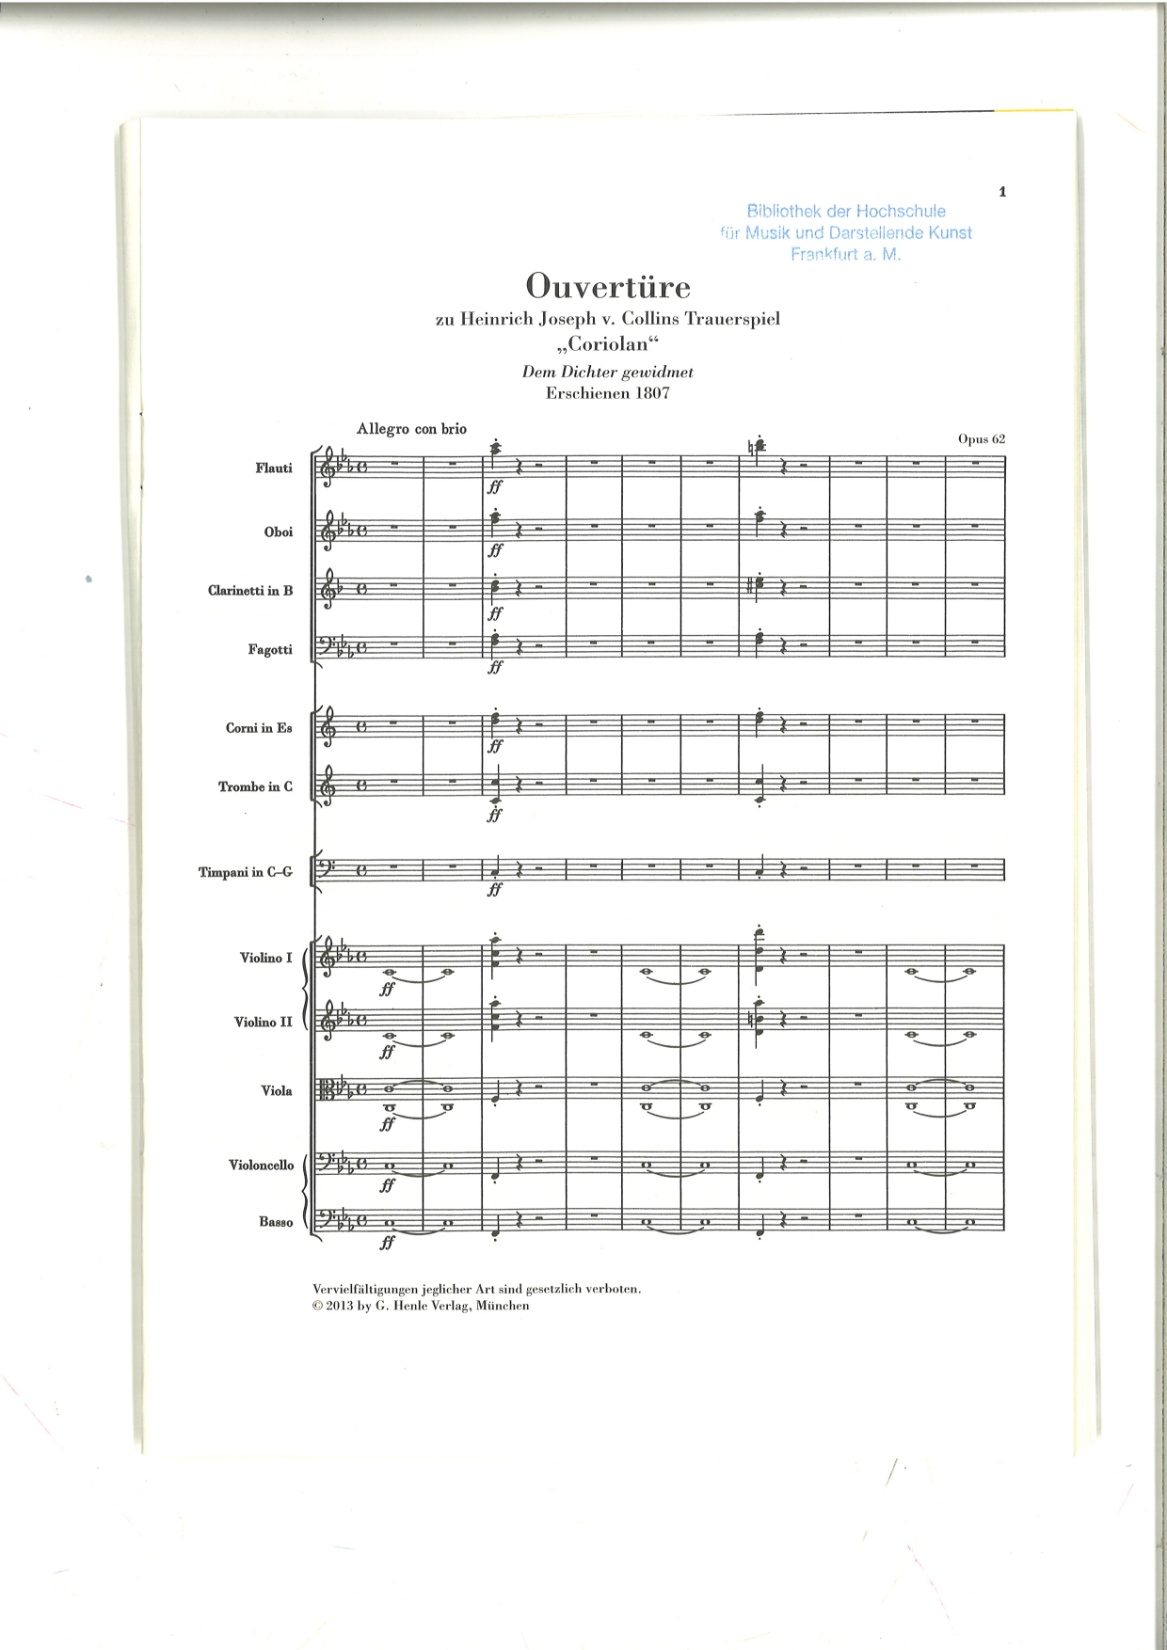 1
Bibliothek der Hochschule
für Musik und Darstellende Kunst
Frankfurt a. M.
Ouvertüre
zu Heinrich Joseph v. Collins Trauerspiel
„Coriolan“
Dem Dichter gewidmet
Erschienen 1807
Allegro con brio
Opus 62
Flauti
ff
Oboi
ff
Clarinetti in B
ff
Fagotti
ff
Corni in Es
ff
Trombe in C
ff
Timpani in C–G
ff
Violino I
ff
Violino II
ff
Viola
ff
Violoncello
ff
Basso
ff
Vervielfältigungen jeglicher Art sind gesetzlich verboten.
© 2013 by G. Henle Verlag, München